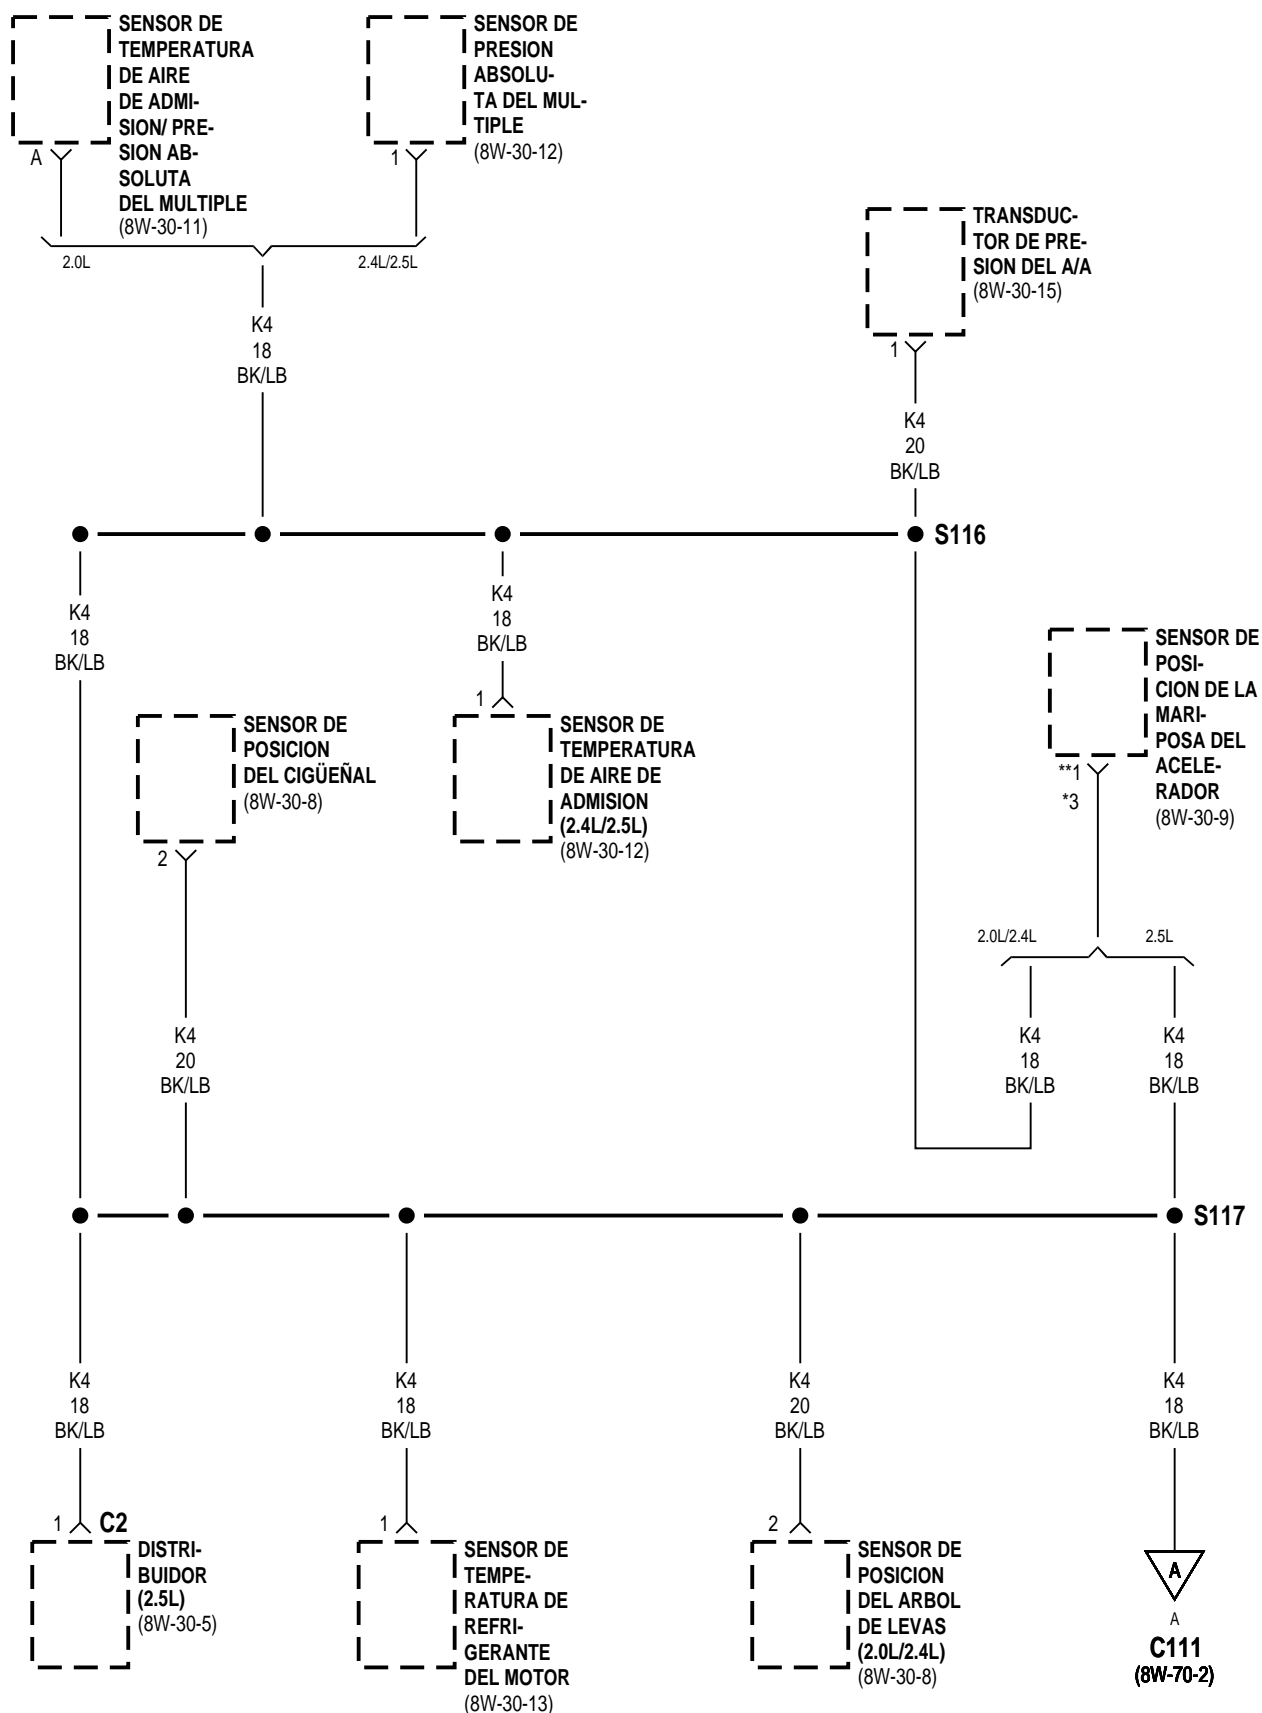 SENSOR DE
TEMPERATURA
DE AIRE
DE ADMI-
SION/ PRE-
SION AB-
SOLUTA
DEL MULTIPLE
(8W-30-11)
A
SENSOR DE
PRESION
ABSOLU-
TA DEL MUL-
TIPLE
(8W-30-12)
1
2.0L
2.4L/2.5L
K4
18
BK/LB
TRANSDUC-
TOR DE PRE-
SION DEL A/A
(8W-30-15)
1
K4
20
BK/LB
S116
K4
18
BK/LB
K4
18
BK/LB
1
SENSOR DE
TEMPERATURA
DE AIRE DE
ADMISION
(2.4L/2.5L)
(8W-30-12)
SENSOR DE
POSICION
DEL CIGÜEÑAL
(8W-30-8)
2
K4
20
BK/LB
SENSOR DE
POSI-
CION DE LA
MARI-
POSA DEL
ACELE-
RADOR
(8W-30-9)
**1
*3
2.0L/2.4L
2.5L
K4
18
BK/LB
K4
18
BK/LB
S117
K4
18
BK/LB
K4
18
BK/LB
K4
20
BK/LB
K4
18
BK/LB
1
C2
DISTRI-
BUIDOR
(2.5L)
(8W-30-5)
1
SENSOR DE
TEMPE-
RATURA DE
REFRI-
GERANTE
DEL MOTOR
(8W-30-13)
2
SENSOR DE
POSICION
DEL ARBOL
DE LEVAS
(2.0L/2.4L)
(8W-30-8)
A
A
C111
(8W-70-2)